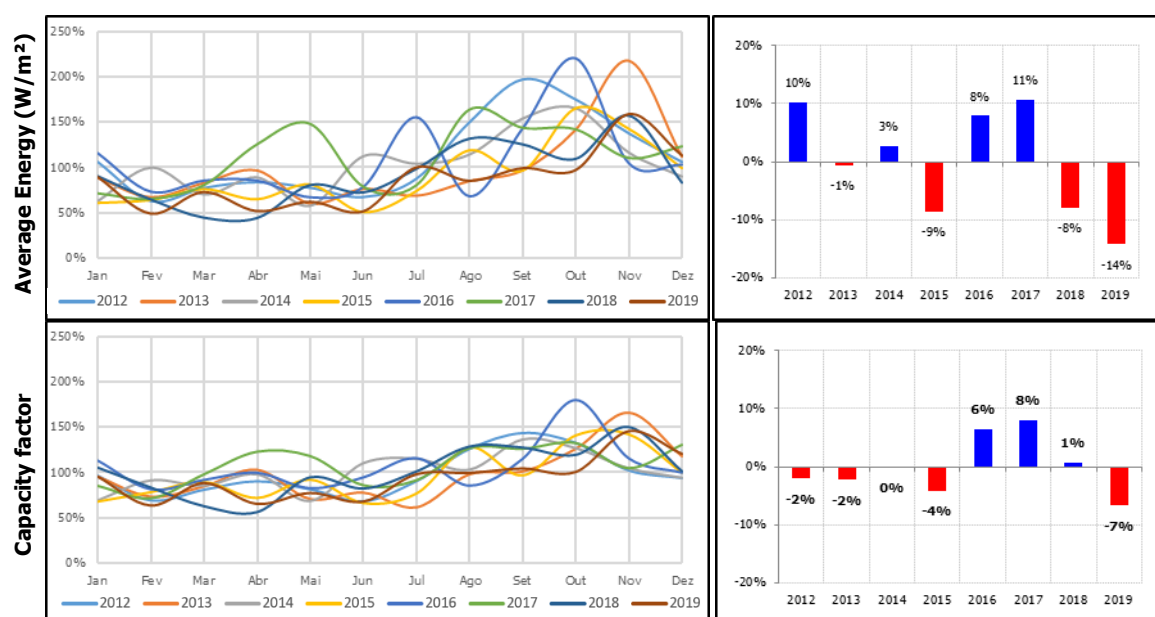 Average Energy (W/m²)
250%
200%
150%
100%
50%
0%
Jan Fev Mar Abr Mai Jun Jul Ago Set Out Nov Dez
2012 2013 2014 2015 2016 2017 2018 2019
20%
10%
0%
-10%
-20%
10% -1% 3% -9% 8% 11% -8% -14%
2012 2013 2014 2015 2016 2017 2018 2019
Capacity factor
250%
200%
150%
100%
50%
0%
Jan Fev Mar Abr Mai Jun Jul Ago Set Out Nov Dez
2012 2013 2014 2015 2016 2017 2018 2019
20%
10%
0%
-10%
-20%
-2% -2% 0% -4% 6% 8% 1% -7%
2012 2013 2014 2015 2016 2017 2018 2019